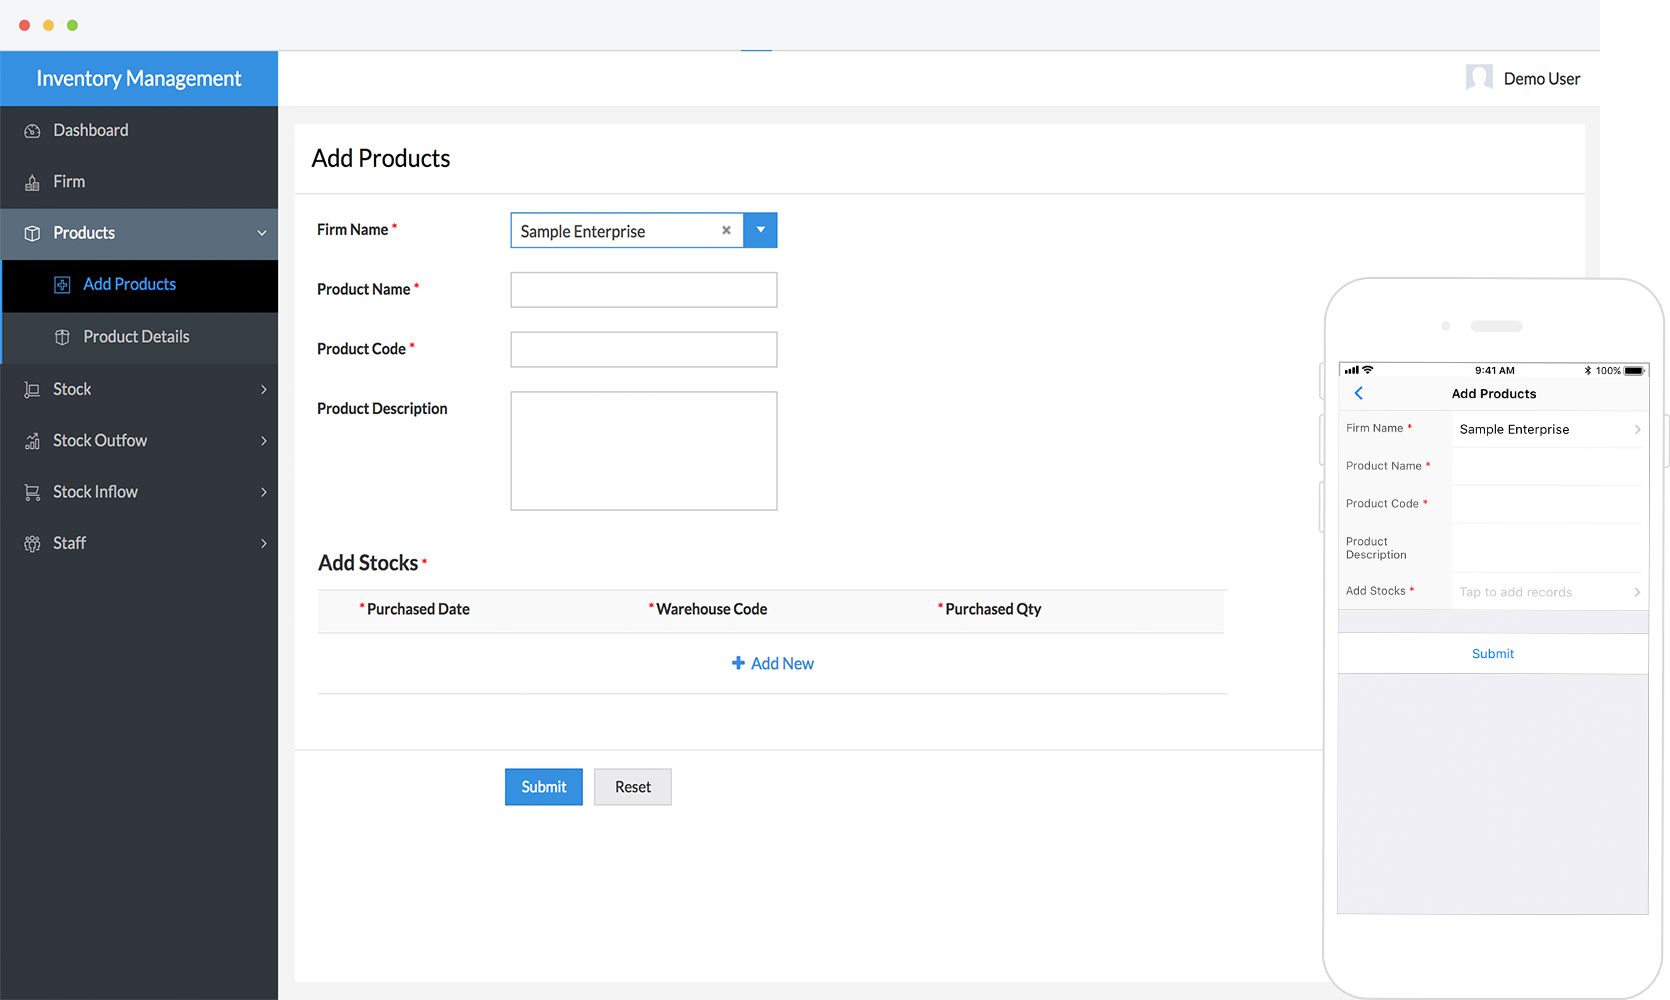 Inventory Management
Demo User
Dashboard
Firm
Products
Add Products
Product Details
Stock
Stock Outfow
Stock Inflow
Staff
Add Products
Firm Name *
Sample Enterprise
Product Name *
Product Code *
Product Description
Add Stocks *
* Purchased Date
* Warehouse Code
* Purchased Qty
Add New
Submit
Reset
9:41 AM
100%
Add Products
Firm Name *
Sample Enterprise
Product Name *
Product Code *
Product
Description
Add Stocks *
Tap to add records
Submit